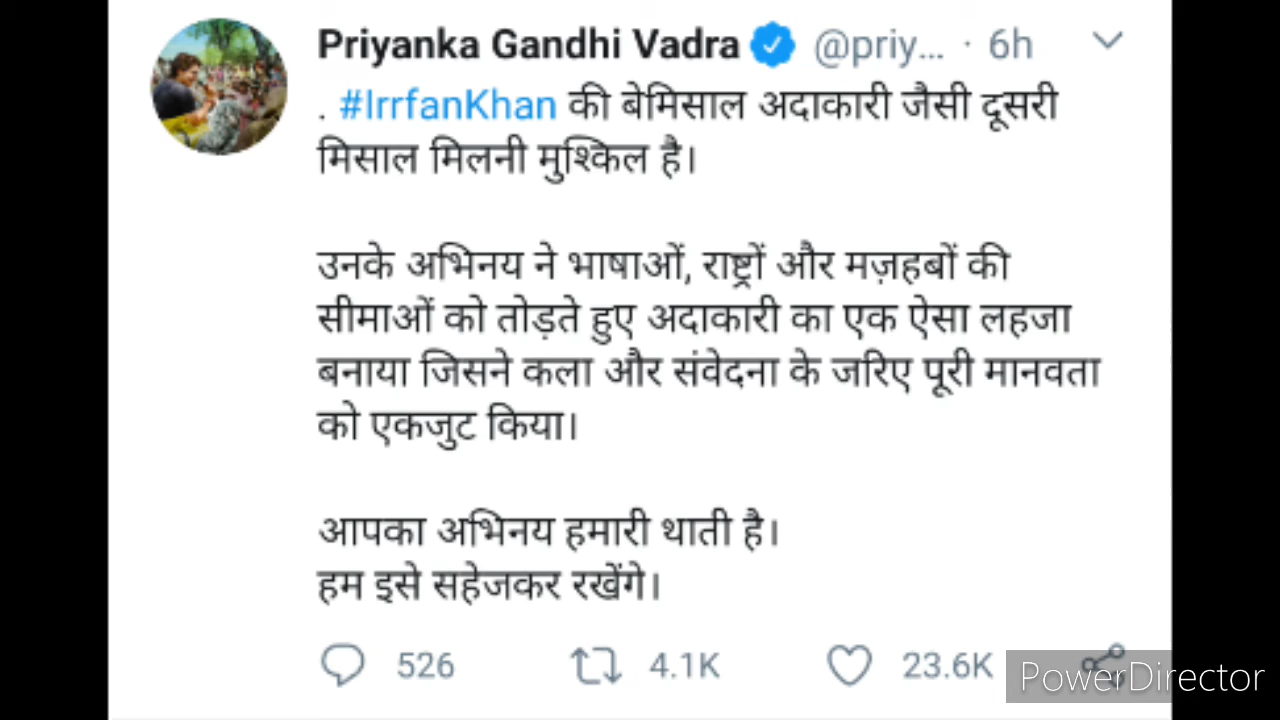 Priyanka Gandhi Vadra @priy... · 6h
. #IrrfanKhan की बेमिसाल अदाकारी जैसी दूसरी
मिसाल मिलनी मुश्किल है।
उनके अभिनय ने भाषाओं, राष्ट्रों और मज़हबों की
सीमाओं को तोड़ते हुए अदाकारी का एक ऐसा लहजा
बनाया जिसने कला और संवेदना के जरिए पूरी मानवता
को एकजुट किया।
आपका अभिनय हमारी थाती है।
हम इसे सहेजकर रखेंगे।
526 4.1K 23.6K
PowerDirector